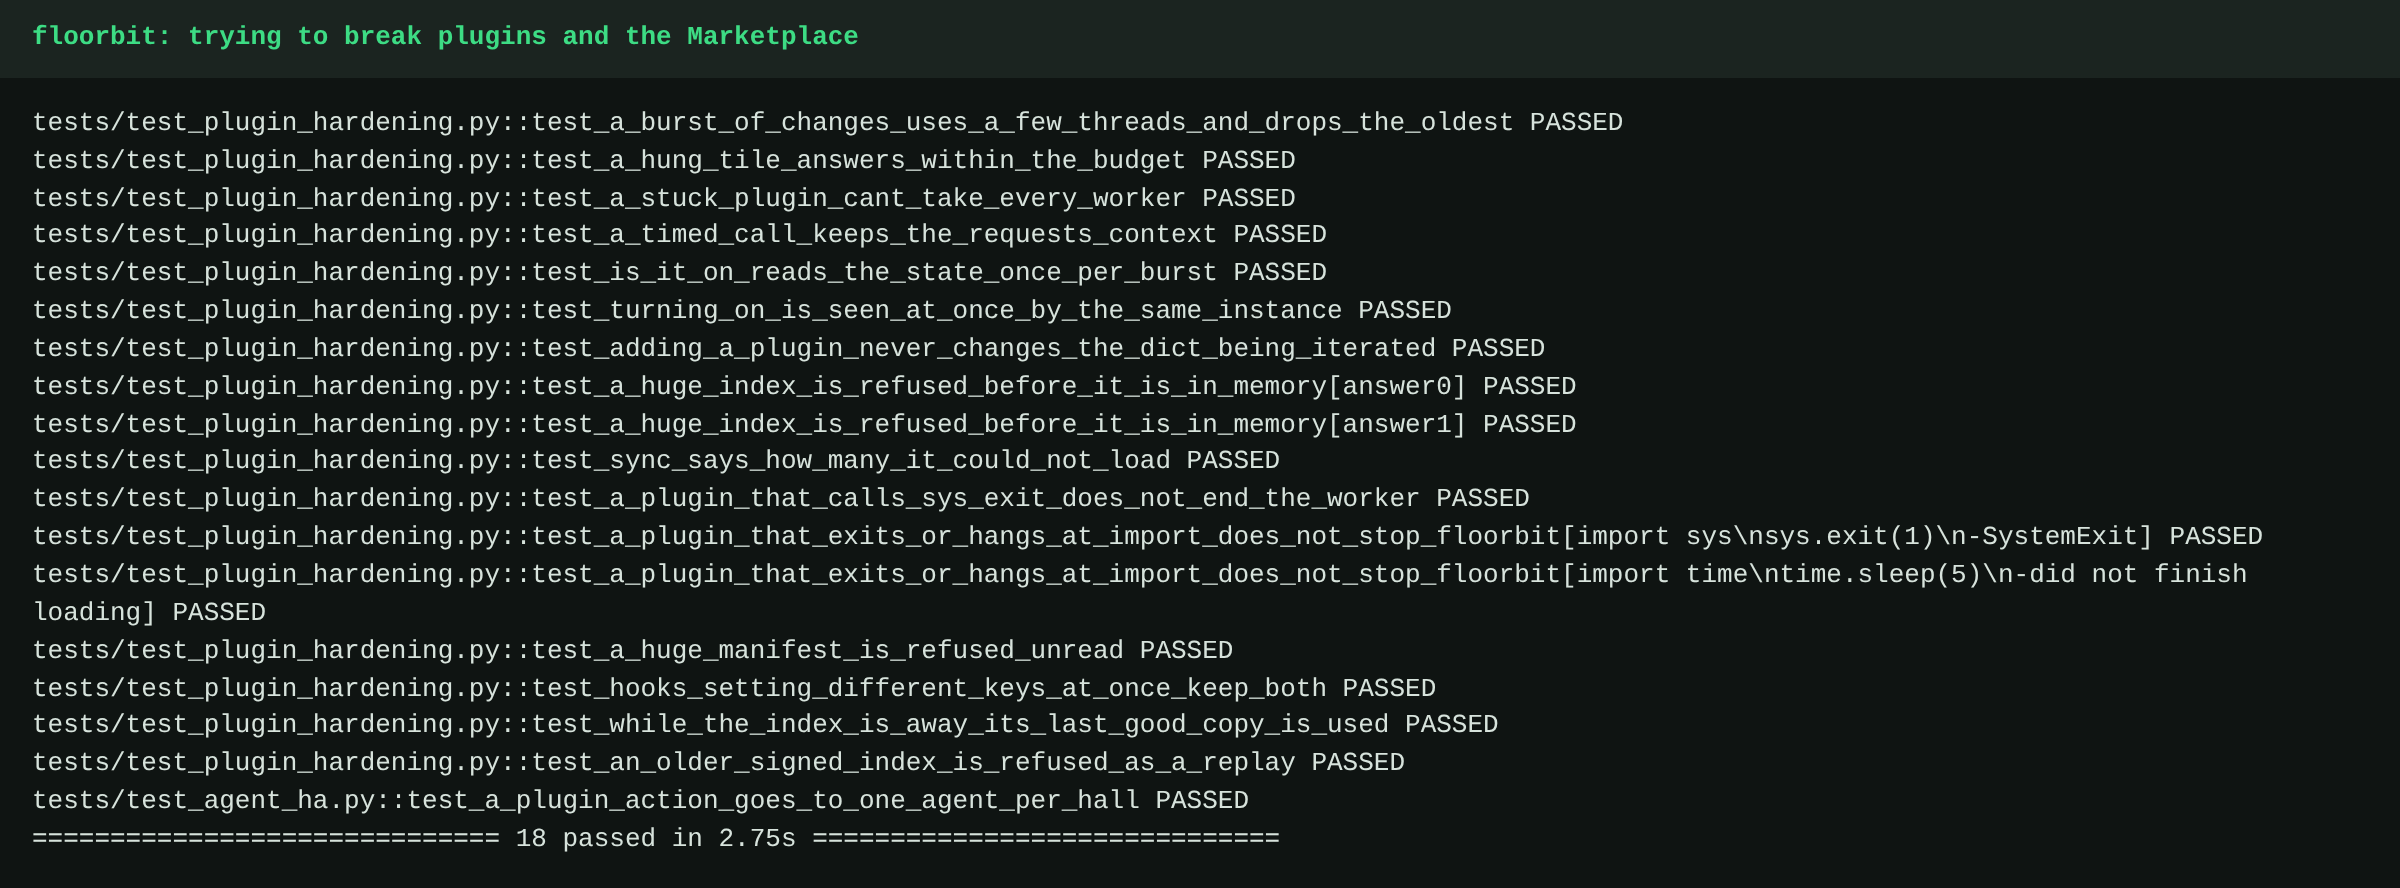 floorbit: trying to break plugins and the Marketplace
tests/test_plugin_hardening.py::test_a_burst_of_changes_uses_a_few_threads_and_drops_the_oldest PASSED
tests/test_plugin_hardening.py::test_a_hung_tile_answers_within_the_budget PASSED
tests/test_plugin_hardening.py::test_a_stuck_plugin_cant_take_every_worker PASSED
tests/test_plugin_hardening.py::test_a_timed_call_keeps_the_requests_context PASSED
tests/test_plugin_hardening.py::test_is_it_on_reads_the_state_once_per_burst PASSED
tests/test_plugin_hardening.py::test_turning_on_is_seen_at_once_by_the_same_instance PASSED
tests/test_plugin_hardening.py::test_adding_a_plugin_never_changes_the_dict_being_iterated PASSED
tests/test_plugin_hardening.py::test_a_huge_index_is_refused_before_it_is_in_memory[answer0] PASSED
tests/test_plugin_hardening.py::test_a_huge_index_is_refused_before_it_is_in_memory[answer1] PASSED
tests/test_plugin_hardening.py::test_sync_says_how_many_it_could_not_load PASSED
tests/test_plugin_hardening.py::test_a_plugin_that_calls_sys_exit_does_not_end_the_worker PASSED
tests/test_plugin_hardening.py::test_a_plugin_that_exits_or_hangs_at_import_does_not_stop_floorbit[import sys\nsys.exit(1)\n-SystemExit] PASSED
tests/test_plugin_hardening.py::test_a_plugin_that_exits_or_hangs_at_import_does_not_stop_floorbit[import time\ntime.sleep(5)\n-did not finish
loading] PASSED
tests/test_plugin_hardening.py::test_a_huge_manifest_is_refused_unread PASSED
tests/test_plugin_hardening.py::test_hooks_setting_different_keys_at_once_keep_both PASSED
tests/test_plugin_hardening.py::test_while_the_index_is_away_its_last_good_copy_is_used PASSED
tests/test_plugin_hardening.py::test_an_older_signed_index_is_refused_as_a_replay PASSED
tests/test_agent_ha.py::test_a_plugin_action_goes_to_one_agent_per_hall PASSED
============================== 18 passed in 2.75s ==============================